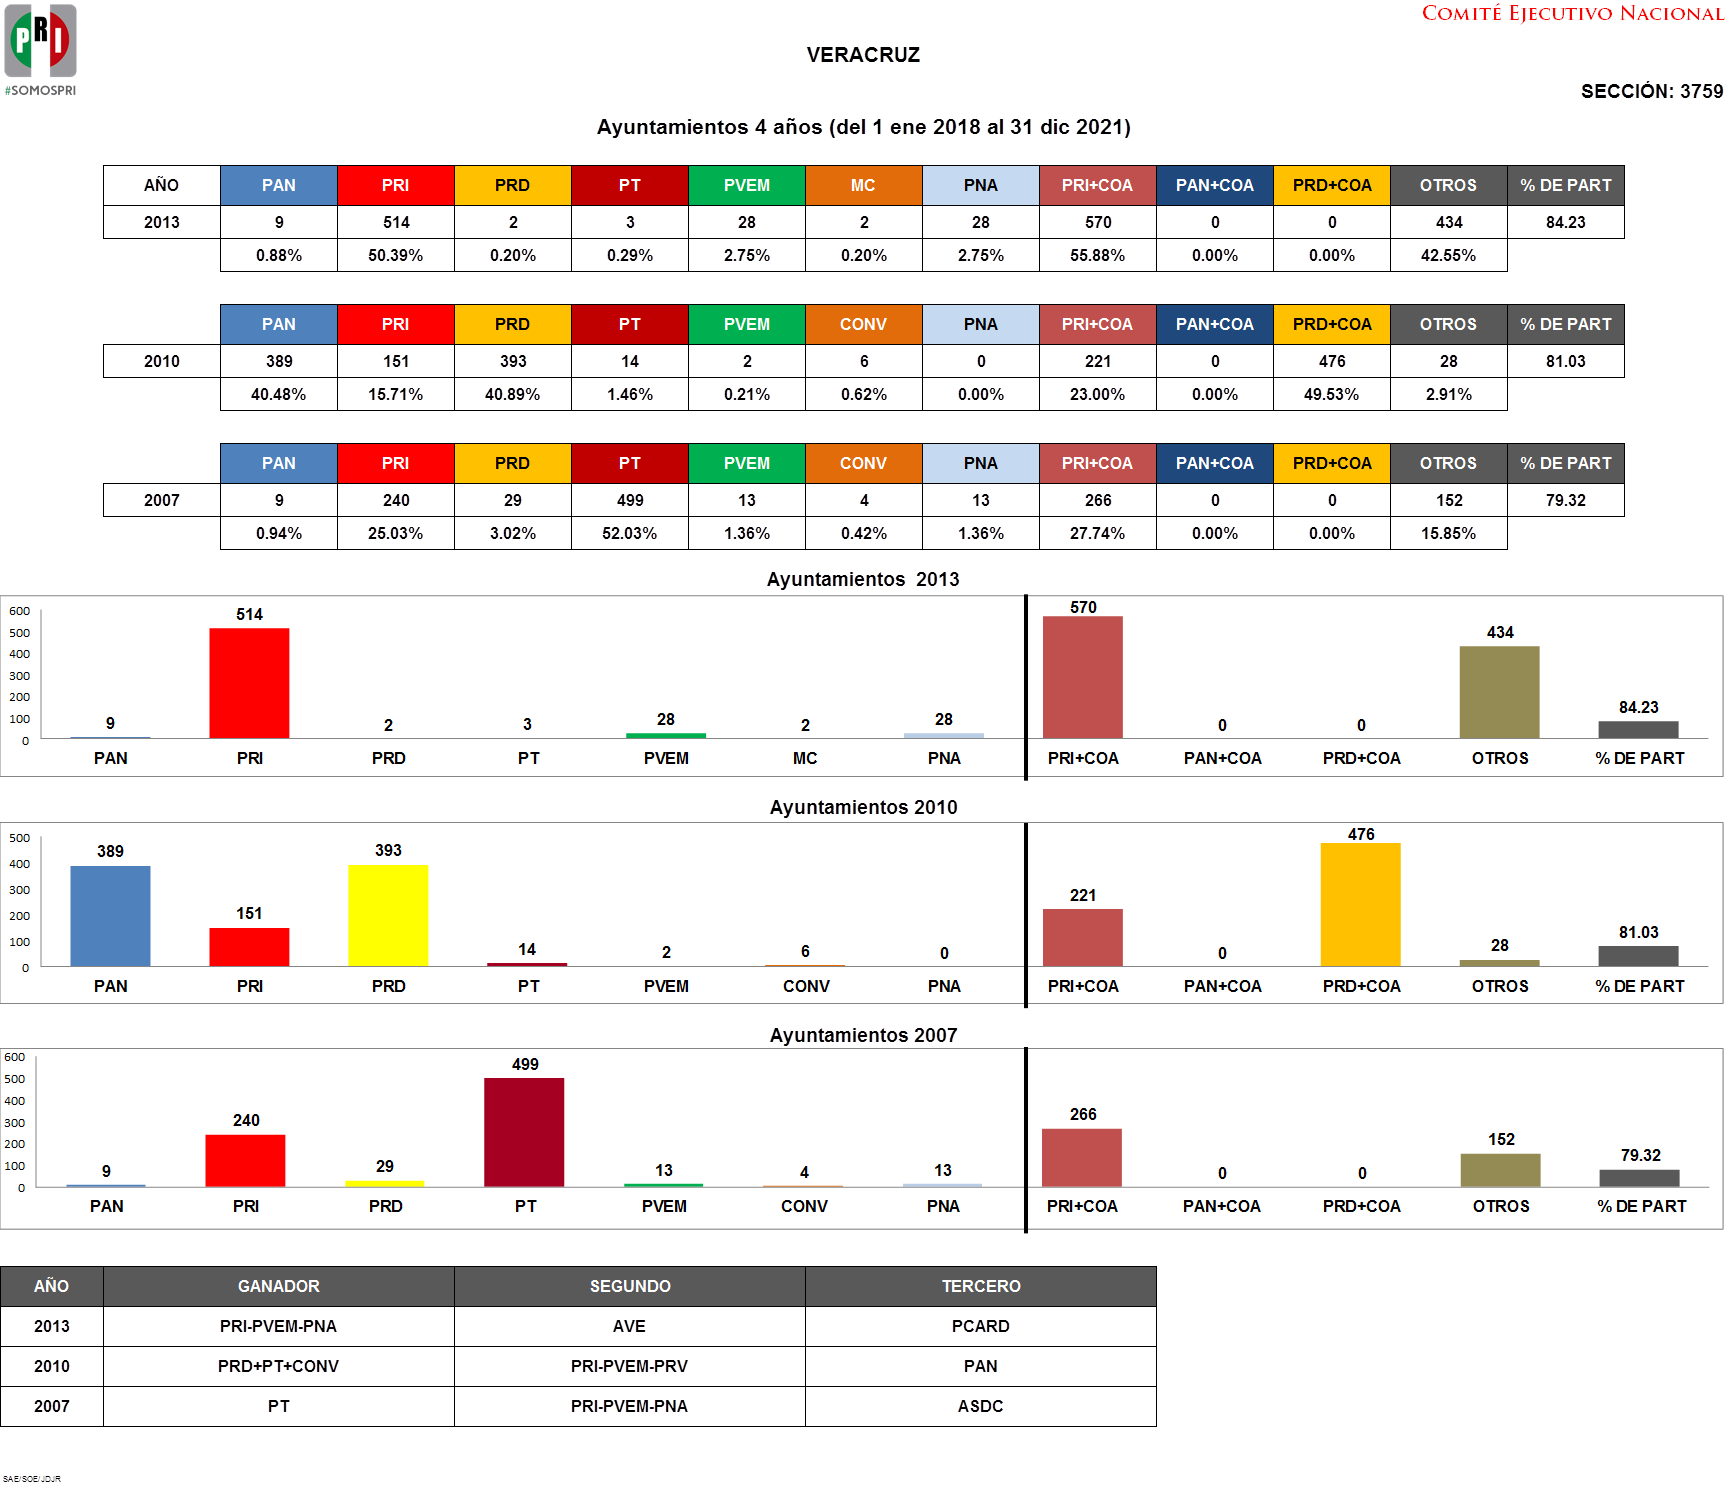 COMITÉ EJECUTIVO NACIONAL
PRI
#SOMOSPRI
VERACRUZ
SECCIÓN: 3759
Ayuntamientos 4 años (del 1 ene 2018 al 31 dic 2021)
AÑO PAN PRI PRD PT PVEM MC PNA PRI+COA PAN+COA PRD+COA OTROS % DE PART
2013 9 514 2 3 28 2 28 570 0 0 434 84.23
0.88% 50.39% 0.20% 0.29% 2.75% 0.20% 2.75% 55.88% 0.00% 0.00% 42.55%
PAN PRI PRD PT PVEM CONV PNA PRI+COA PAN+COA PRD+COA OTROS % DE PART
2010 389 151 393 14 2 6 0 221 0 476 28 81.03
40.48% 15.71% 40.89% 1.46% 0.21% 0.62% 0.00% 23.00% 0.00% 49.53% 2.91%
PAN PRI PRD PT PVEM CONV PNA PRI+COA PAN+COA PRD+COA OTROS % DE PART
2007 9 240 29 499 13 4 13 266 0 0 152 79.32
0.94% 25.03% 3.02% 52.03% 1.36% 0.42% 1.36% 27.74% 0.00% 0.00% 15.85%
Ayuntamientos 2013
600
500
400
300
200
100
0
9 514 2 3 28 2 28 570 0 0 434 84.23
PAN PRI PRD PT PVEM MC PNA PRI+COA PAN+COA PRD+COA OTROS % DE PART
Ayuntamientos 2010
500
400
300
200
100
0
389 151 393 14 2 6 0 221 0 476 28 81.03
PAN PRI PRD PT PVEM CONV PNA PRI+COA PAN+COA PRD+COA OTROS % DE PART
Ayuntamientos 2007
600
500
400
300
200
100
0
9 240 29 499 13 4 13 266 0 0 152 79.32
PAN PRI PRD PT PVEM CONV PNA PRI+COA PAN+COA PRD+COA OTROS % DE PART
AÑO GANADOR SEGUNDO TERCERO
2013 PRI-PVEM-PNA AVE PCARD
2010 PRD+PT+CONV PRI-PVEM-PRV PAN
2007 PT PRI-PVEM-PNA ASDC
SAE/SOE/JDJR